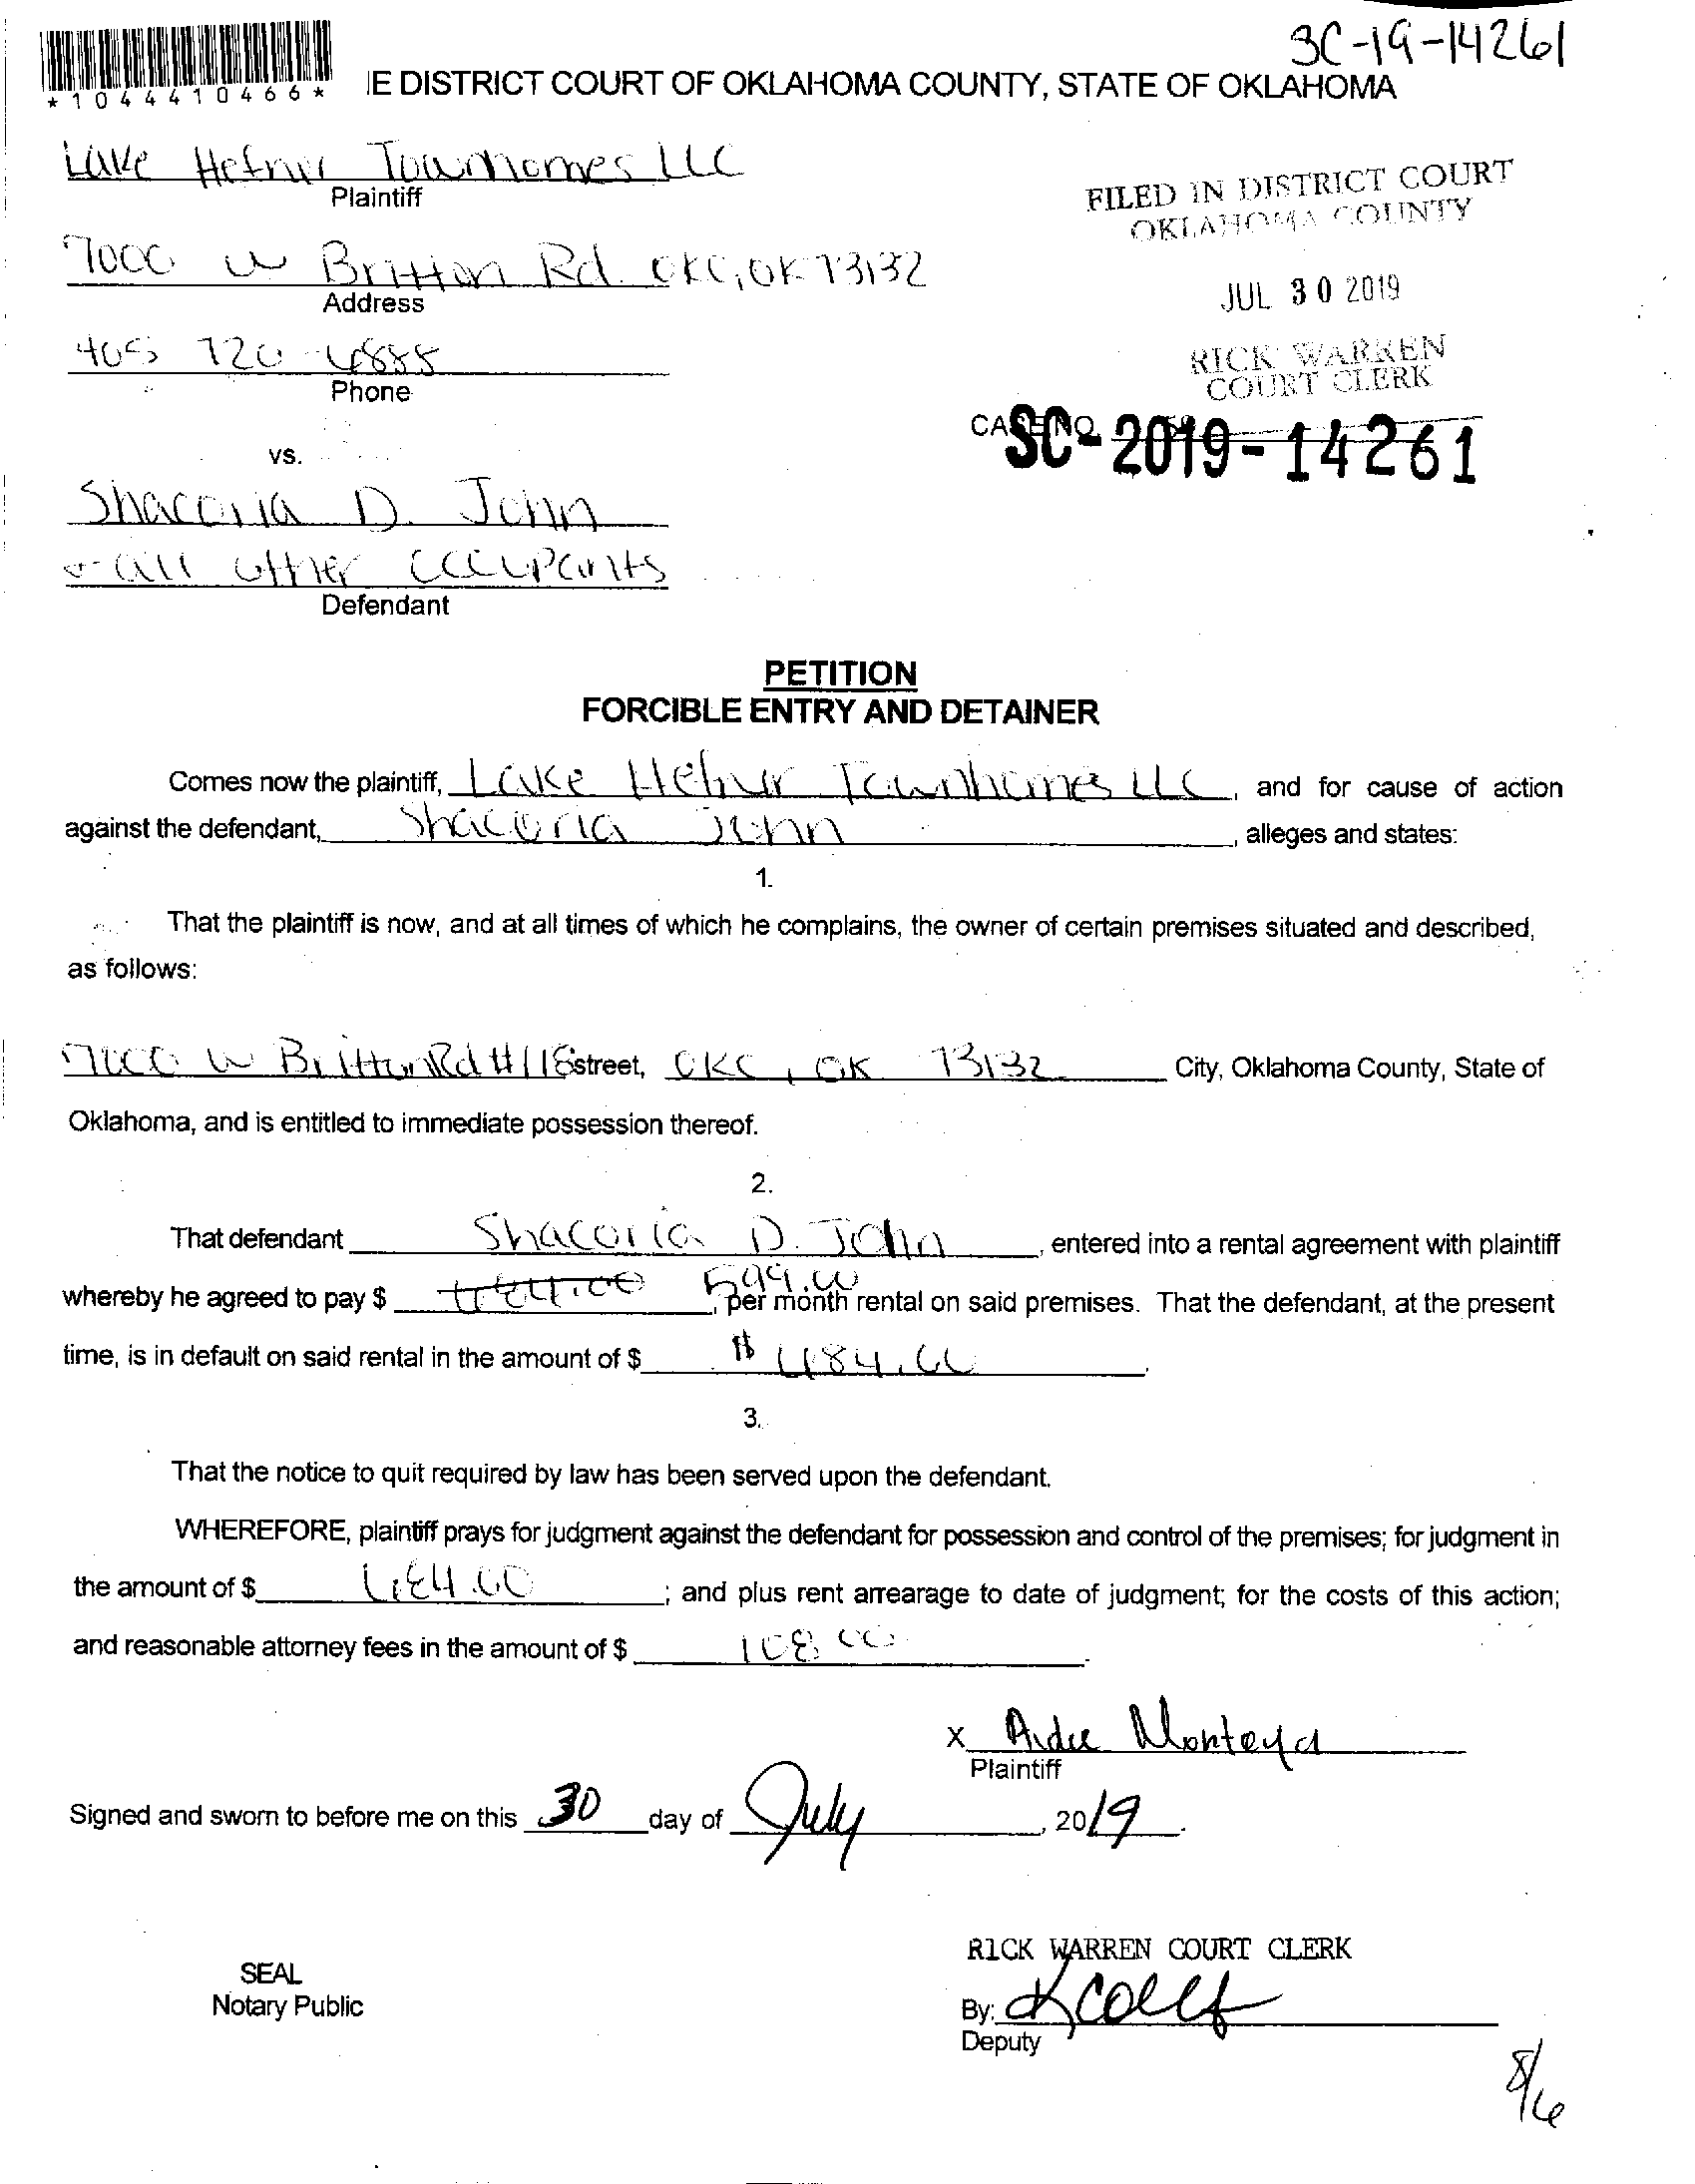 SC-19-14261
*1044410466*
IE DISTRICT COURT OF OKLAHOMA COUNTY, STATE OF OKLAHOMA
Lake Hefner Townhomes LLC
Plaintiff
FILED IN DISTRICT COURT
OKLAHOMA COUNTY
7000 W Britton Rd. OKC, OK 73132
Address
JUL 30 2019
405 720-
Phone
RICK WARREN
COURT CLERK
CASE NO. SC-2019-14261
vs.
Shacoria D. John
+ all other occupants
Defendant
PETITION
FORCIBLE ENTRY AND DETAINER
Comes now the plaintiff, Lake Hefner Townhomes LLC, and for cause of action
against the defendant, Shacoria John, alleges and states:
1.
That the plaintiff is now, and at all times of which he complains, the owner of certain premises situated and described,
as follows:
7000 W Britton Rd #118 street, OKC, OK 73132 City, Oklahoma County, State of
Oklahoma, and is entitled to immediate possession thereof.
2.
That defendant Shacoria D. John, entered into a rental agreement with plaintiff
whereby he agreed to pay $ 599.00, per month rental on said premises. That the defendant, at the present
time, is in default on said rental in the amount of $ $ 684.00.
3.
That the notice to quit required by law has been served upon the defendant.
WHEREFORE, plaintiff prays for judgment against the defendant for possession and control of the premises; for judgment in
the amount of $ 684.00; and plus rent arrearage to date of judgment; for the costs of this action;
and reasonable attorney fees in the amount of $ 108.00.
X Aidee Montoya
Plaintiff
Signed and sworn to before me on this 30 day of July, 2019.
RICK WARREN COURT CLERK
SEAL
Notary Public
By:
Deputy
8/6